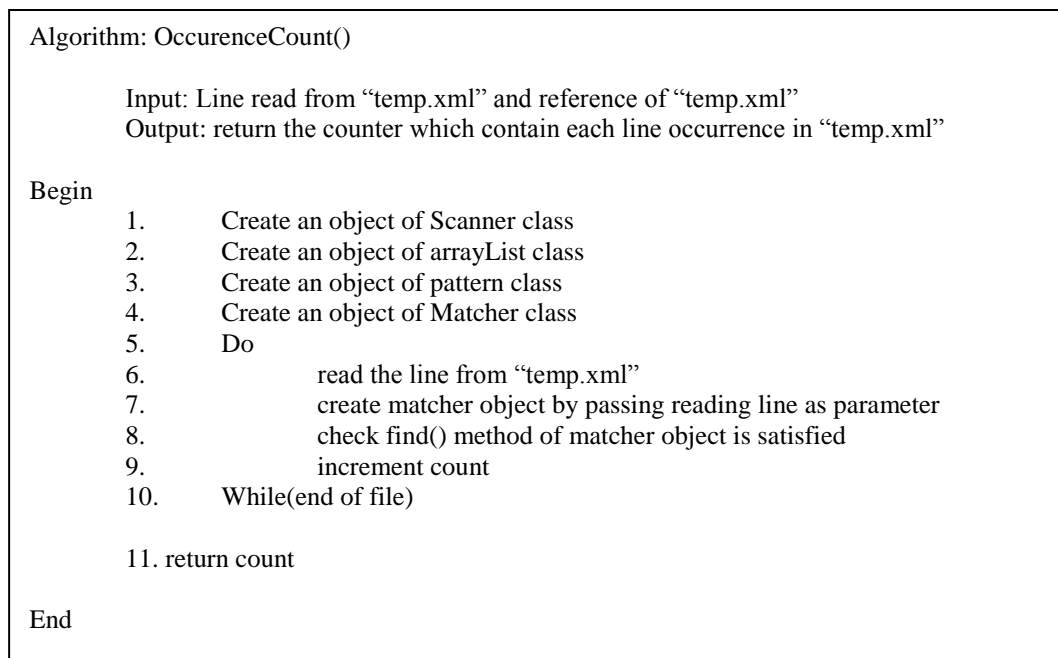 Algorithm: OccurenceCount()
Input: Line read from “temp.xml” and reference of “temp.xml”
Output: return the counter which contain each line occurrence in “temp.xml”
Begin
1. Create an object of Scanner class
2. Create an object of arrayList class
3. Create an object of pattern class
4. Create an object of Matcher class
5. Do
6. read the line from “temp.xml”
7. create matcher object by passing reading line as parameter
8. check find() method of matcher object is satisfied
9. increment count
10. While(end of file)
11. return count
End